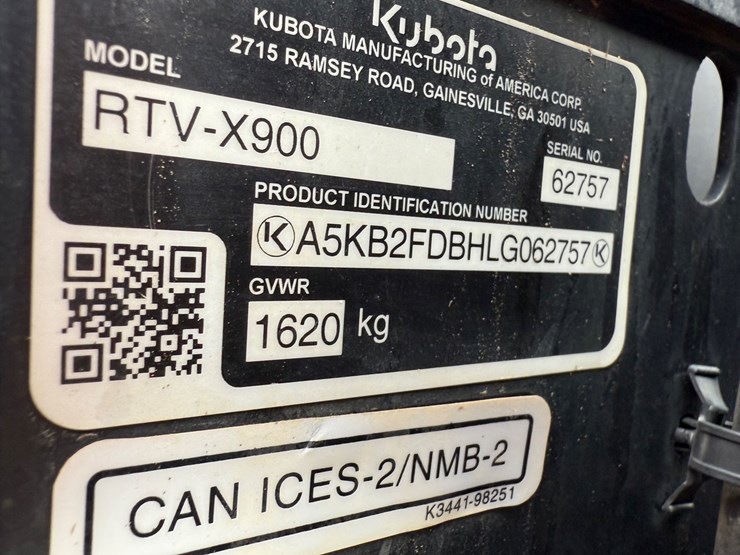 Kubota
KUBOTA MANUFACTURING of AMERICA CORP.
2715 RAMSEY ROAD, GAINESVILLE, GA 30501 USA
MODEL
RTV-X900
SERIAL NO.
62757
PRODUCT IDENTIFICATION NUMBER
A5KB2FDBHLG062757
GVWR
1620 kg
CAN ICES-2/NMB-2
K3441-98251